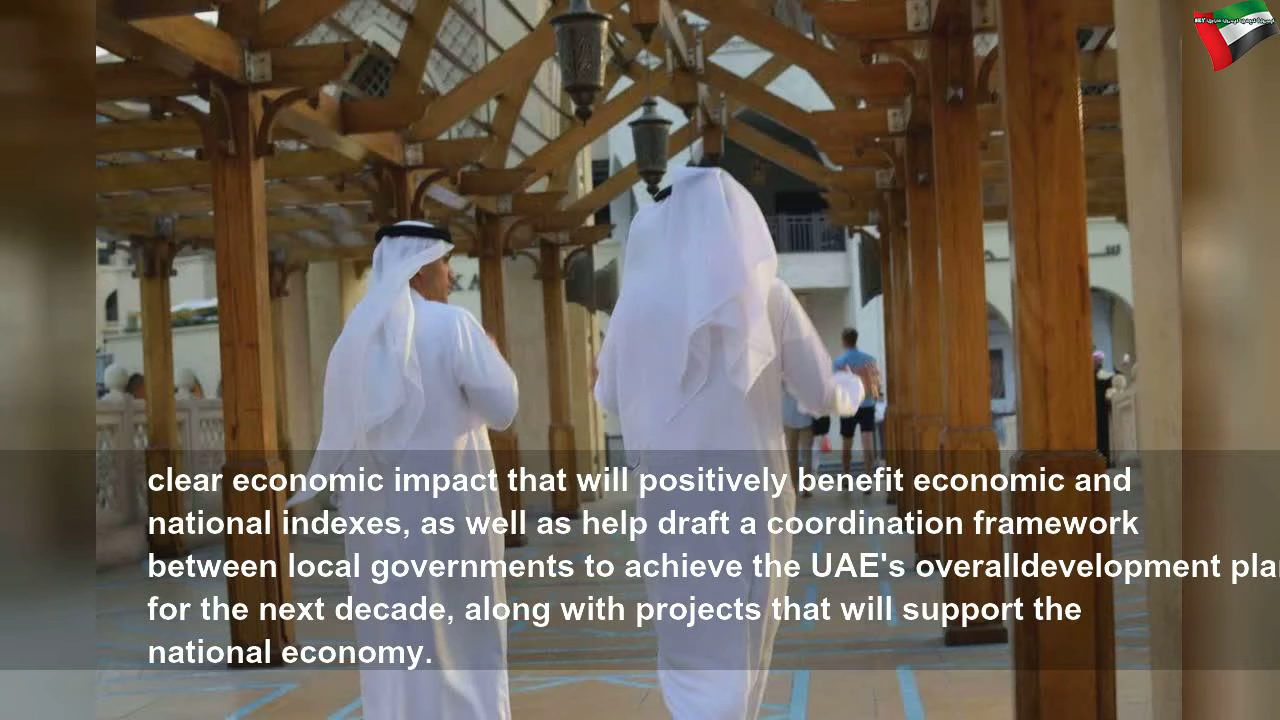 clear economic impact that will positively benefit economic and
national indexes, as well as help draft a coordination framework
between local governments to achieve the UAE's overalldevelopment pla
for the next decade, along with projects that will support the
national economy.